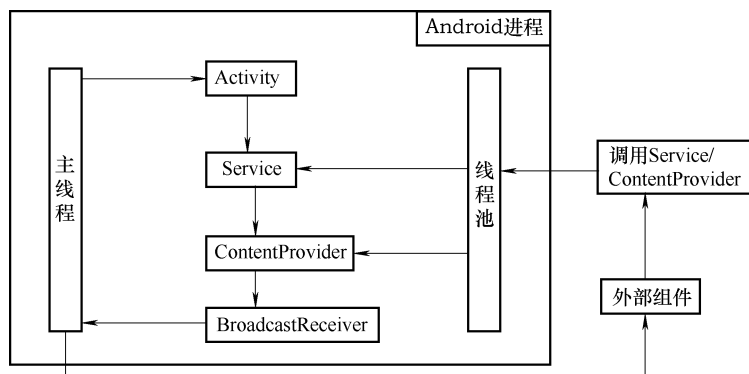 Android进程
Activity
主线程
Service
线程池
调用Service/
ContentProvider
ContentProvider
外部组件
BroadcastReceiver